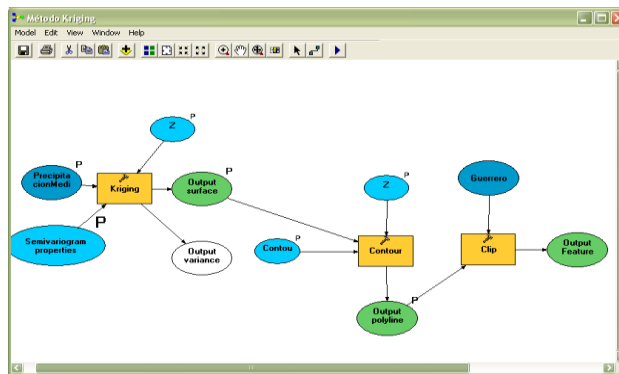 Método Kriging
Model Edit View Window Help
Z
P
Precipita
cionMedi
P
Kriging
Output
surface
P
Semivariogram
properties
P
Output
variance
Z
P
Guerrero
Contou
P
Contour
Clip
Output
Feature
Output
polyline
P